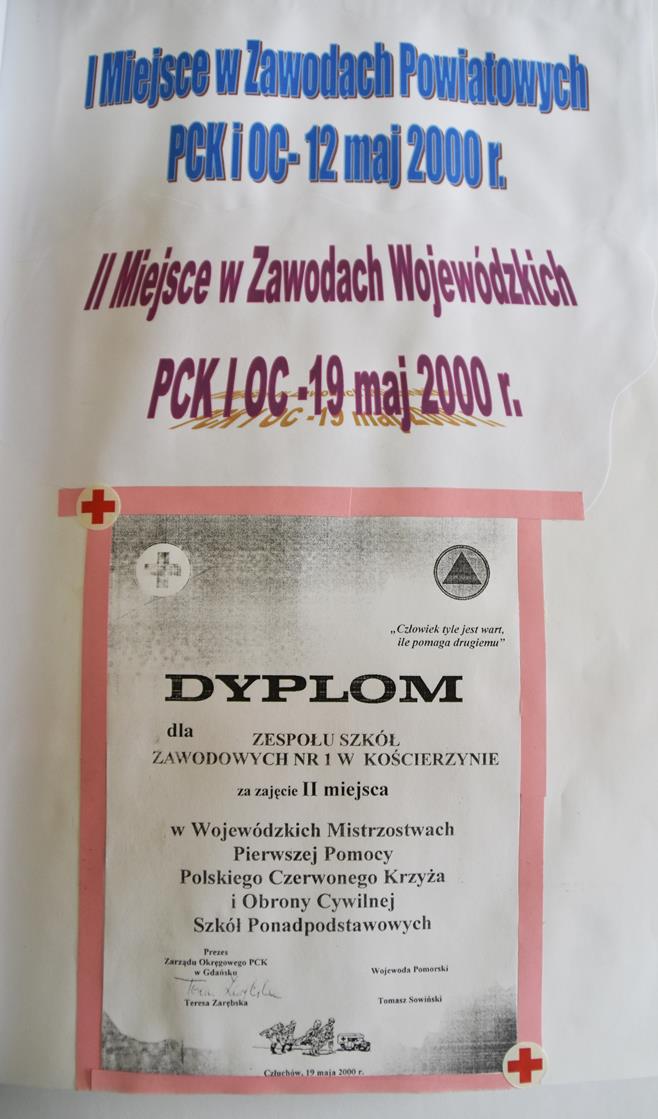 I Miejsce w Zawodach Powiatowych
PCK i OC- 12 maj 2000 r.
II Miejsce w Zawodach Wojewódzkich
PCK I OC -19 maj 2000 r.
„Człowiek tyle jest wart,
ile pomaga drugiemu”
DYPLOM
dla
ZESPOŁU SZKÓŁ
ZAWODOWYCH NR 1 W KOŚCIERZYNIE
za zajęcie II miejsca
w Wojewódzkich Mistrzostwach
Pierwszej Pomocy
Polskiego Czerwonego Krzyża
i Obrony Cywilnej
Szkół Ponadpodstawowych
Prezes
Zarządu Okręgowego PCK
w Gdańsku
Teresa Zarębska
Wojewoda Pomorski
Tomasz Sowiński
Człuchów, 19 maja 2000 r.